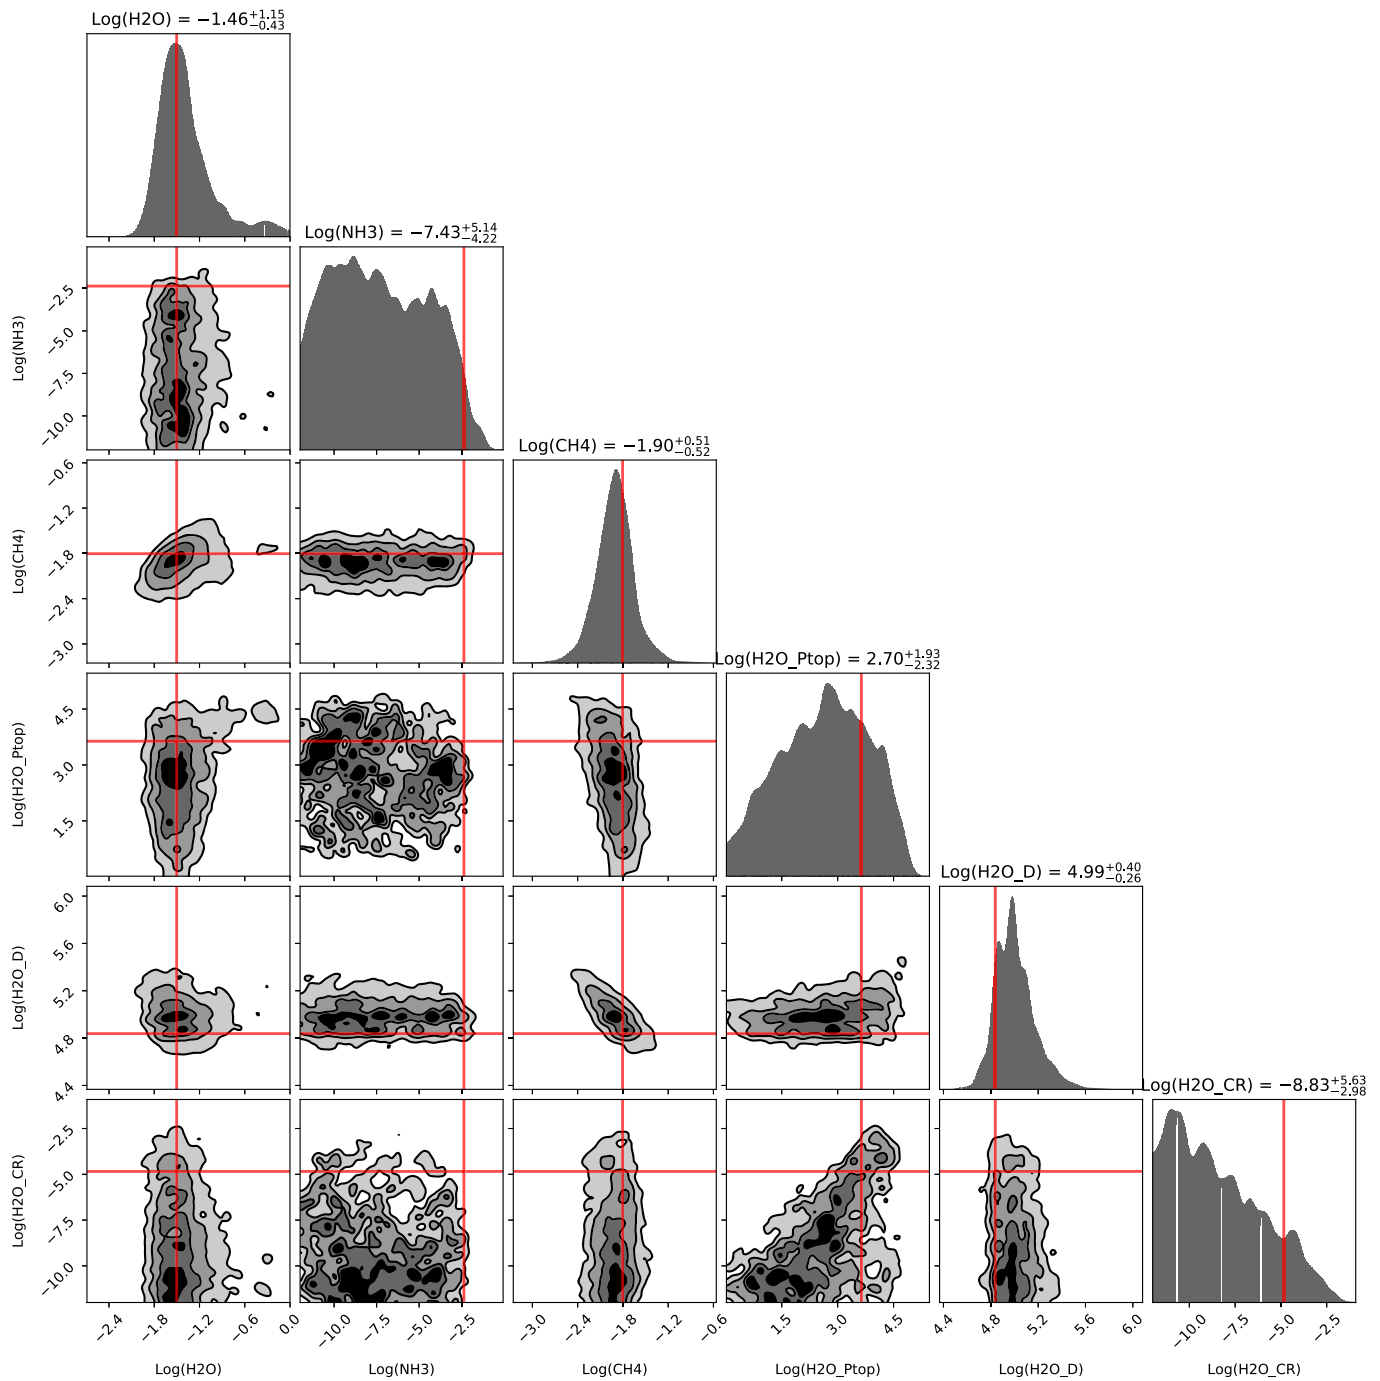 Log(H2O) = −1.46+1.15−0.43
Log(NH3) = −7.43+5.14−4.22
Log(NH3)
−2.5
−5.0
−7.5
−10.0
Log(CH4) = −1.90+0.51−0.52
Log(CH4)
−0.6
−1.2
−1.8
−2.4
−3.0
Log(H2O_Ptop) = 2.70+1.93−2.32
Log(H2O_Ptop)
4.5
3.0
1.5
Log(H2O_D) = 4.99+0.40−0.26
Log(H2O_D)
6.0
5.6
5.2
4.8
4.4
Log(H2O_CR) = −8.83+5.63−2.98
Log(H2O_CR)
−2.5
−5.0
−7.5
−10.0
−2.4 −1.8 −1.2 −0.6 0.0 −10.0 −7.5 −5.0 −2.5 −3.0 −2.4 −1.8 −1.2 −0.6 1.5 3.0 4.5 4.4 4.8 5.2 5.6 6.0 −10.0 −7.5 −5.0 −2.5
Log(H2O) Log(NH3) Log(CH4) Log(H2O_Ptop) Log(H2O_D) Log(H2O_CR)